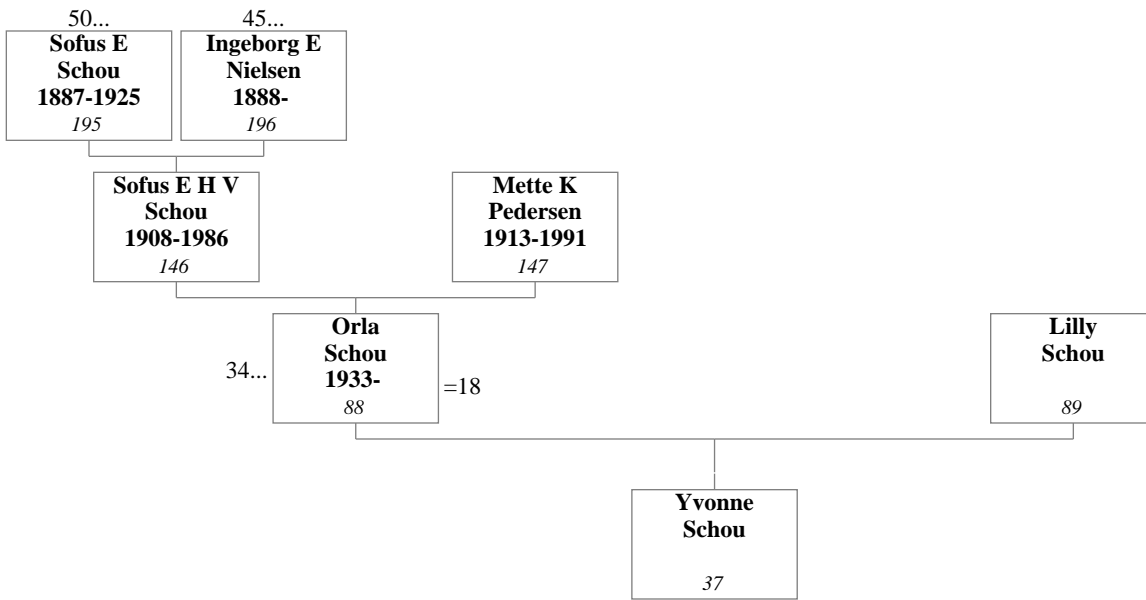 50...
45...
Sofus E
Schou
1887-1925
195
Ingeborg E
Nielsen
1888-
196
Sofus E H V
Schou
1908-1986
146
Mette K
Pedersen
1913-1991
147
34...
Orla
Schou
1933-
88
=18
Lilly
Schou
89
Yvonne
Schou
37